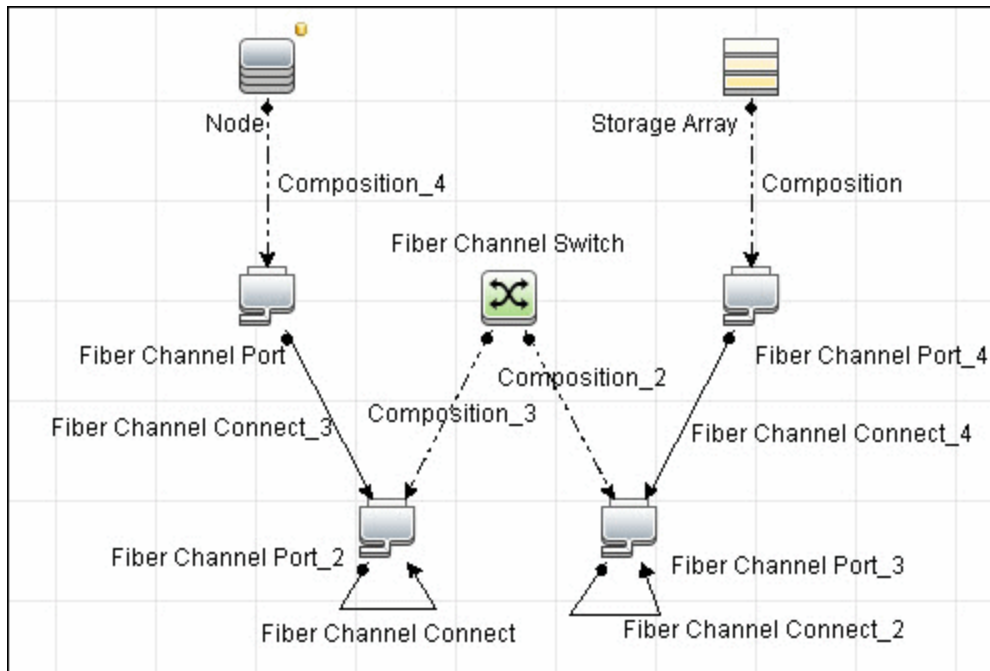 Node
Storage Array
Composition_4
Composition
Fiber Channel Switch
Fiber Channel Port
Fiber Channel Port_4
Composition_2
Composition_3
Fiber Channel Connect_3
Fiber Channel Connect_4
Fiber Channel Port_2
Fiber Channel Port_3
Fiber Channel Connect
Fiber Channel Connect_2